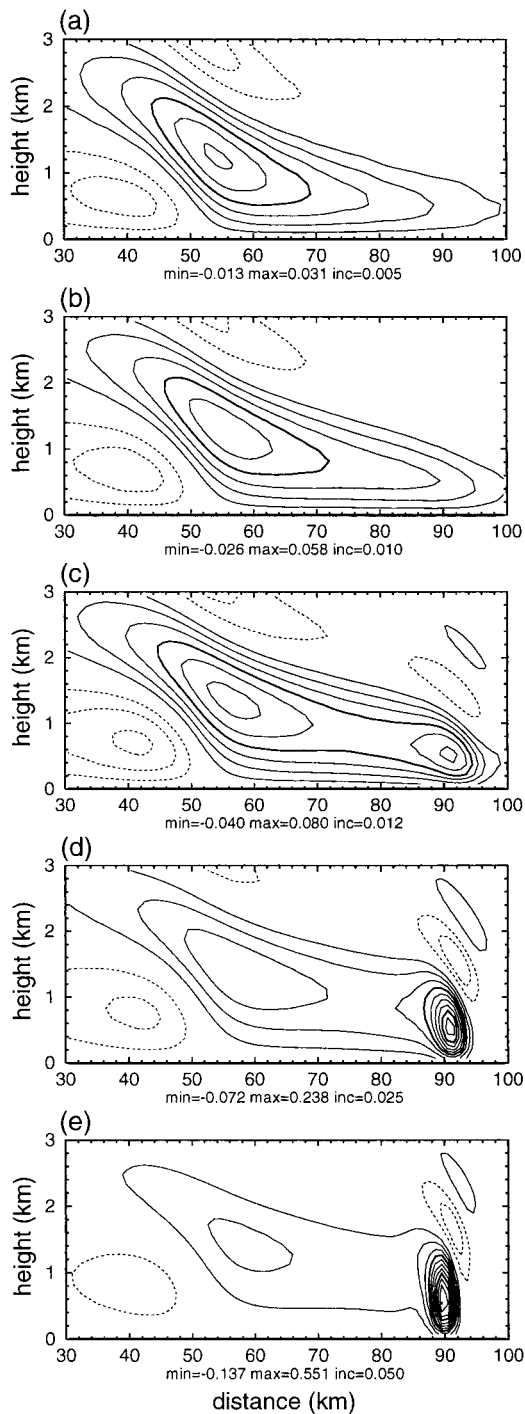 (a)
3
2
1
0
height (km)
30 40 50 60 70 80 90 100
min=-0.013 max=0.031 inc=0.005
(b)
3
2
1
0
height (km)
30 40 50 60 70 80 90 100
min=-0.026 max=0.058 inc=0.010
(c)
3
2
1
0
height (km)
30 40 50 60 70 80 90 100
min=-0.040 max=0.080 inc=0.012
(d)
3
2
1
0
height (km)
30 40 50 60 70 80 90 100
min=-0.072 max=0.238 inc=0.025
(e)
3
2
1
0
height (km)
30 40 50 60 70 80 90 100
min=-0.137 max=0.551 inc=0.050
distance (km)